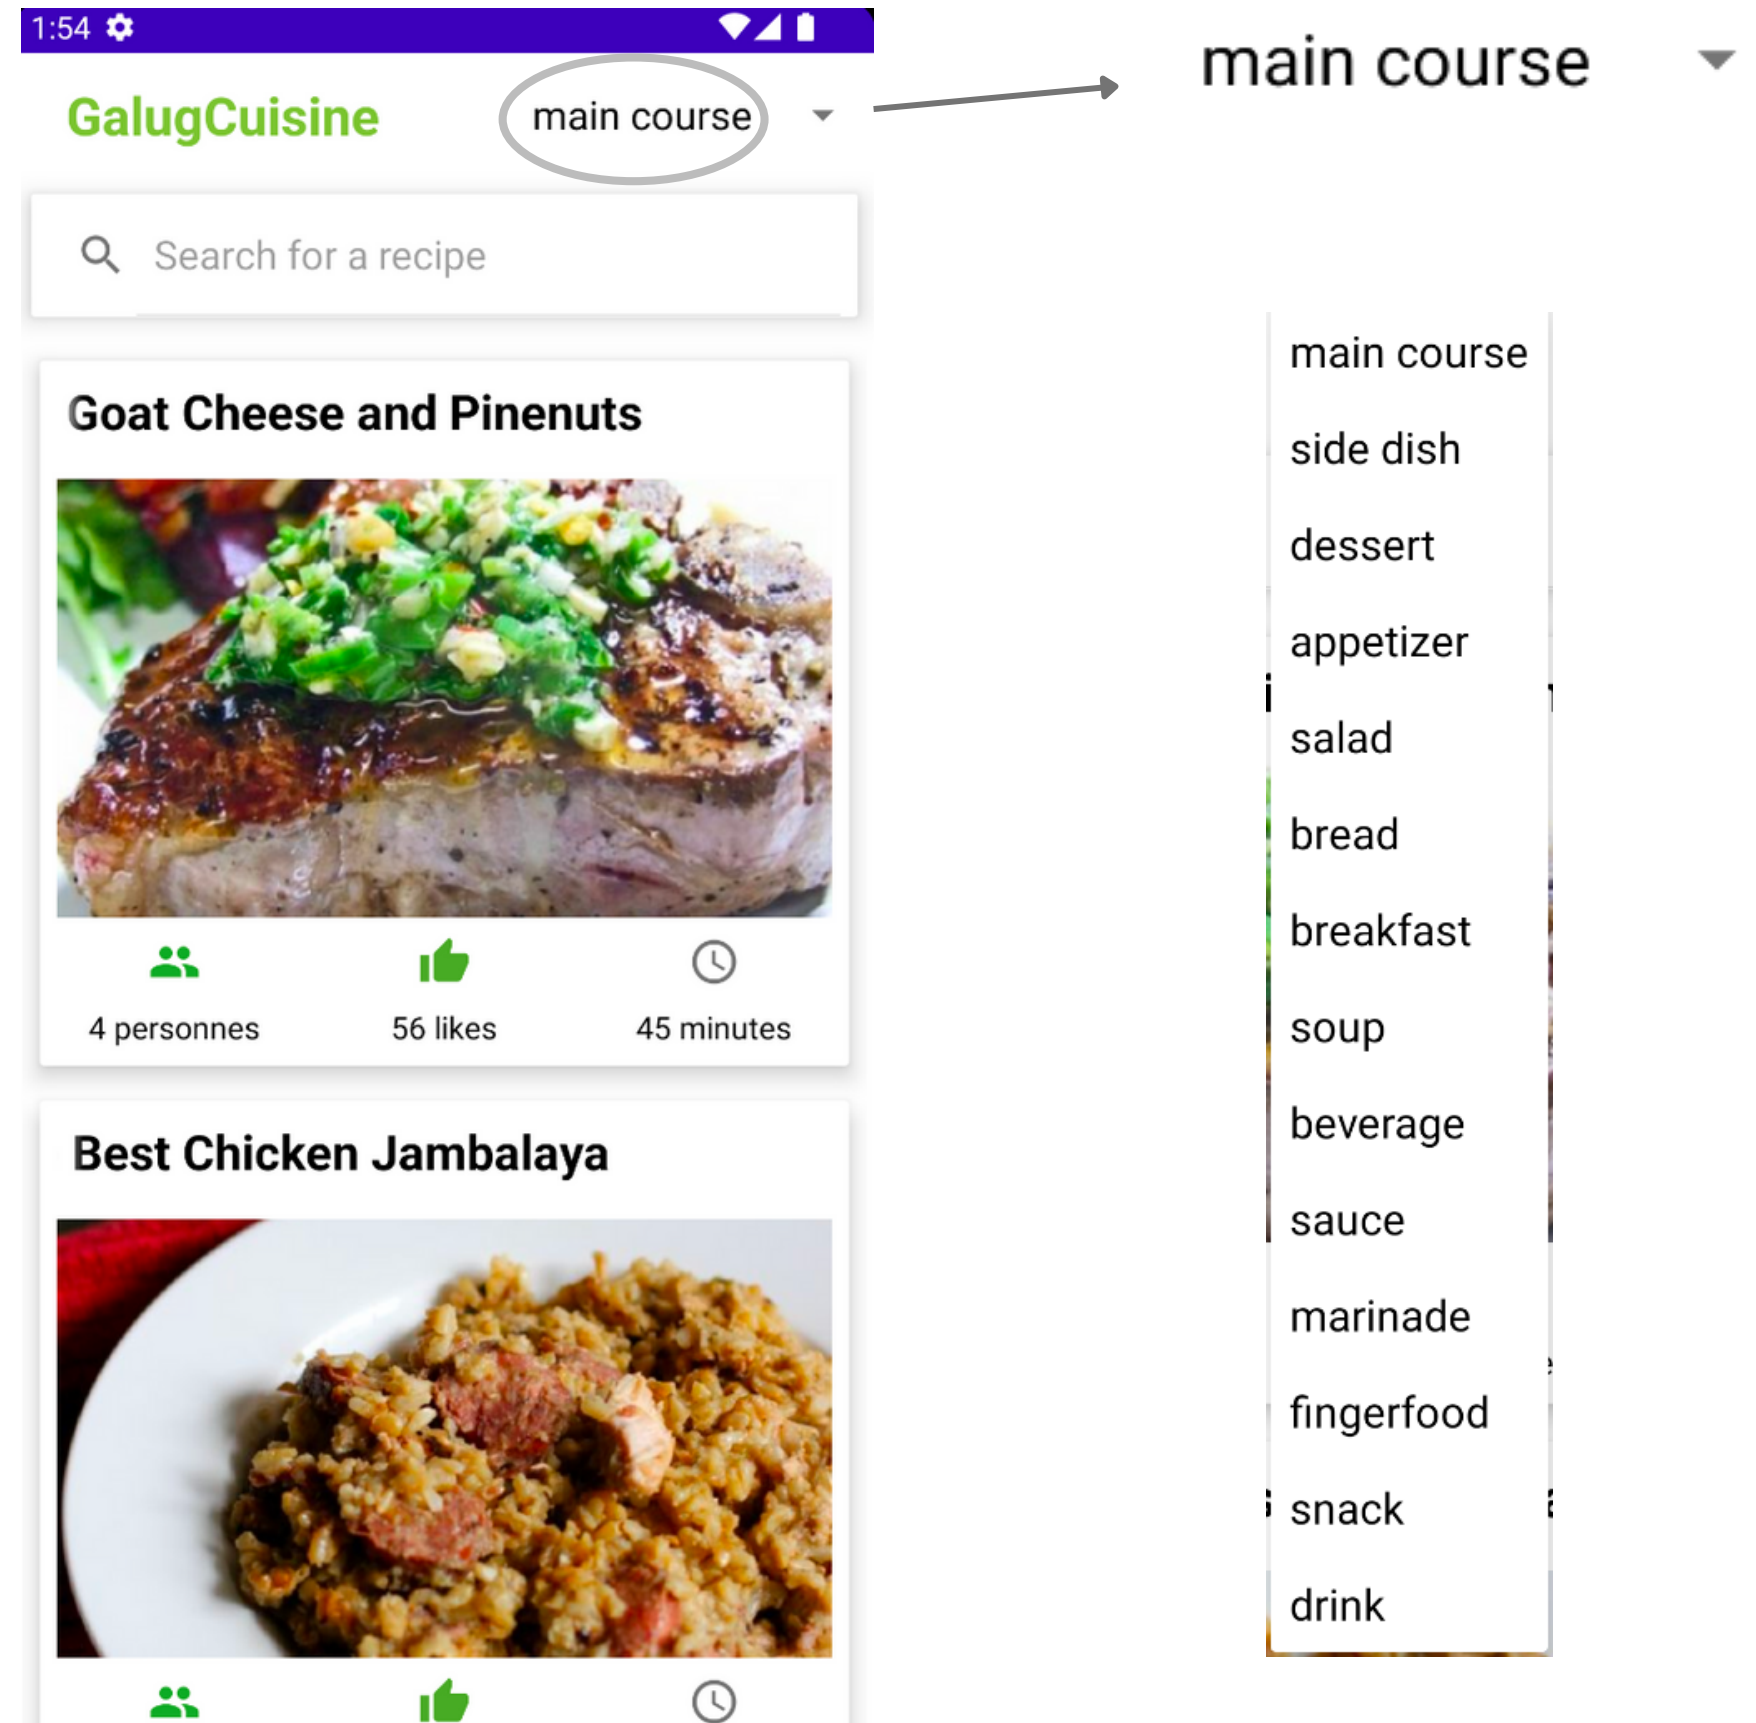 1:54
GalugCuisine
main course
Search for a recipe
Goat Cheese and Pinenuts
4 personnes
56 likes
45 minutes
Best Chicken Jambalaya
main course
main course
side dish
dessert
appetizer
salad
bread
breakfast
soup
beverage
sauce
marinade
fingerfood
snack
drink